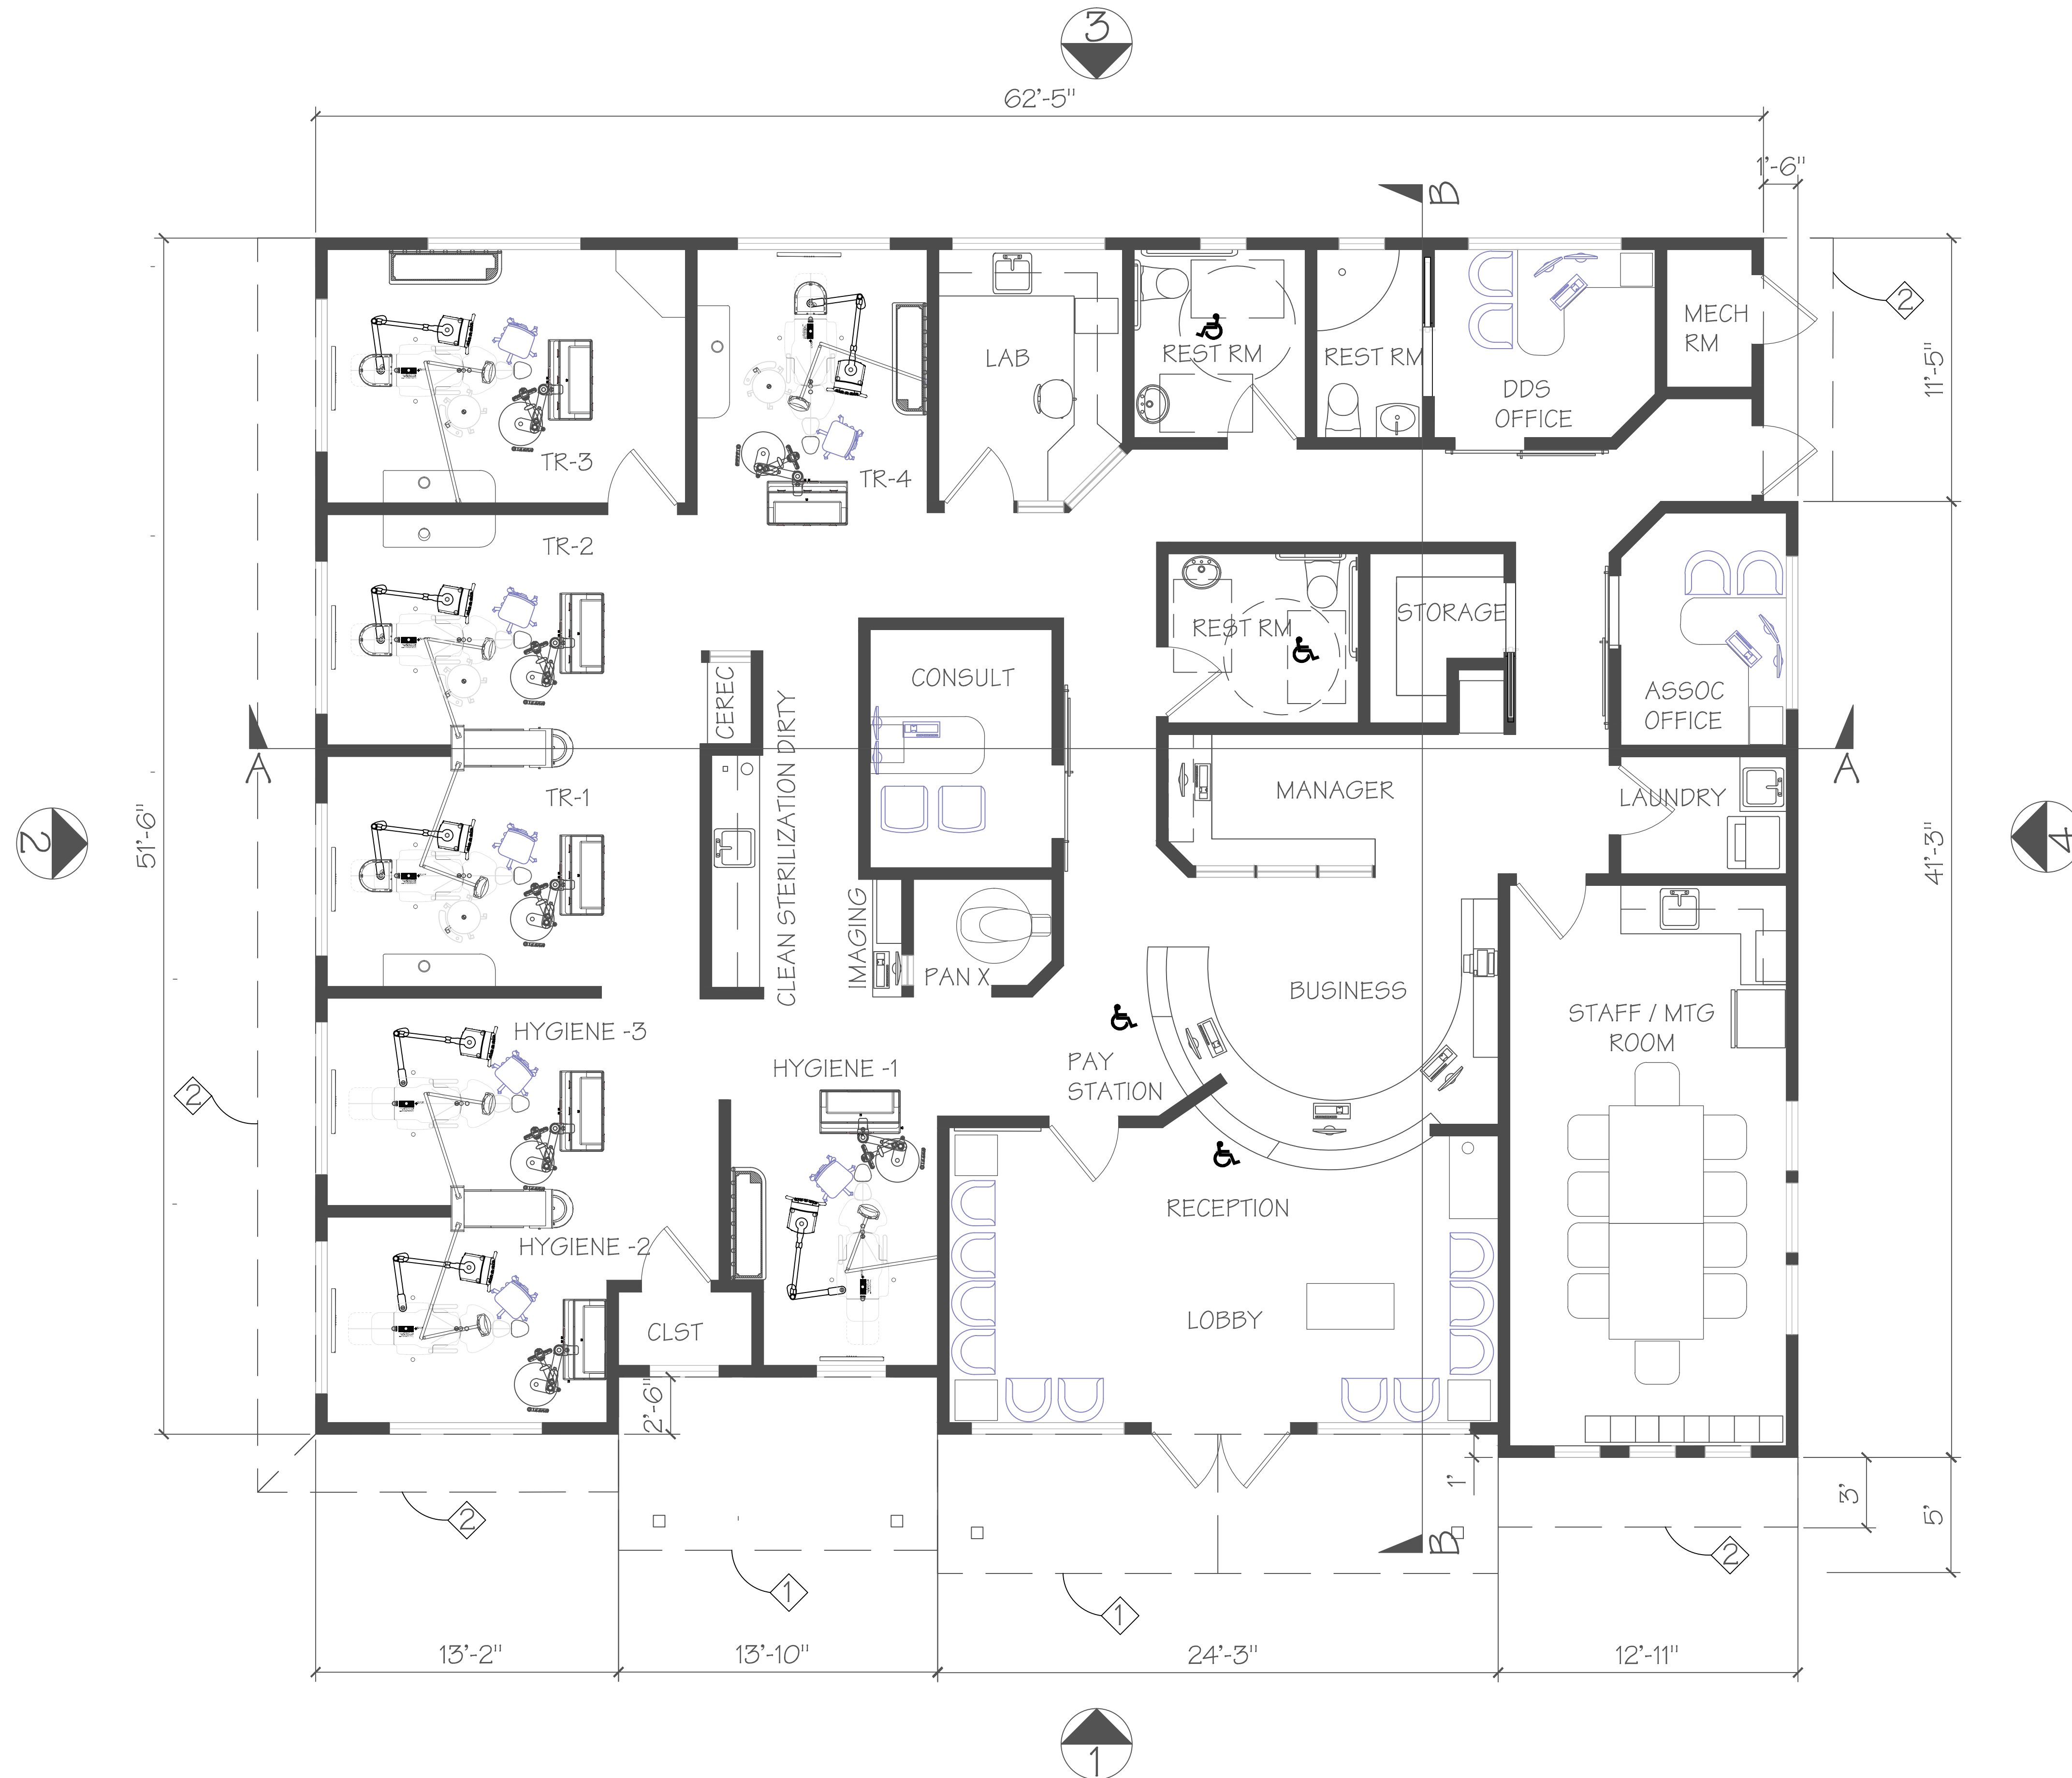 3
62'-5"
1'-6"
B
2
MECH
RM
LAB
REST RM
REST RM
DDS
OFFICE
11'-5"
TR-3
TR-4
TR-2
REST RM
STORAGE
CONSULT
CEREC
ASSOC
OFFICE
A
A
CLEAN STERILIZATION DIRTY
TR-1
MANAGER
LAUNDRY
2
51'-6"
4
41'-3"
IMAGING
PAN X
BUSINESS
STAFF / MTG
ROOM
HYGIENE -3
HYGIENE -1
PAY
STATION
2
RECEPTION
HYGIENE -2
LOBBY
CLST
2'-6"
1'
3'
5'
2
B
2
1
1
13'-2"
13'-10"
24'-3"
12'-11"
1